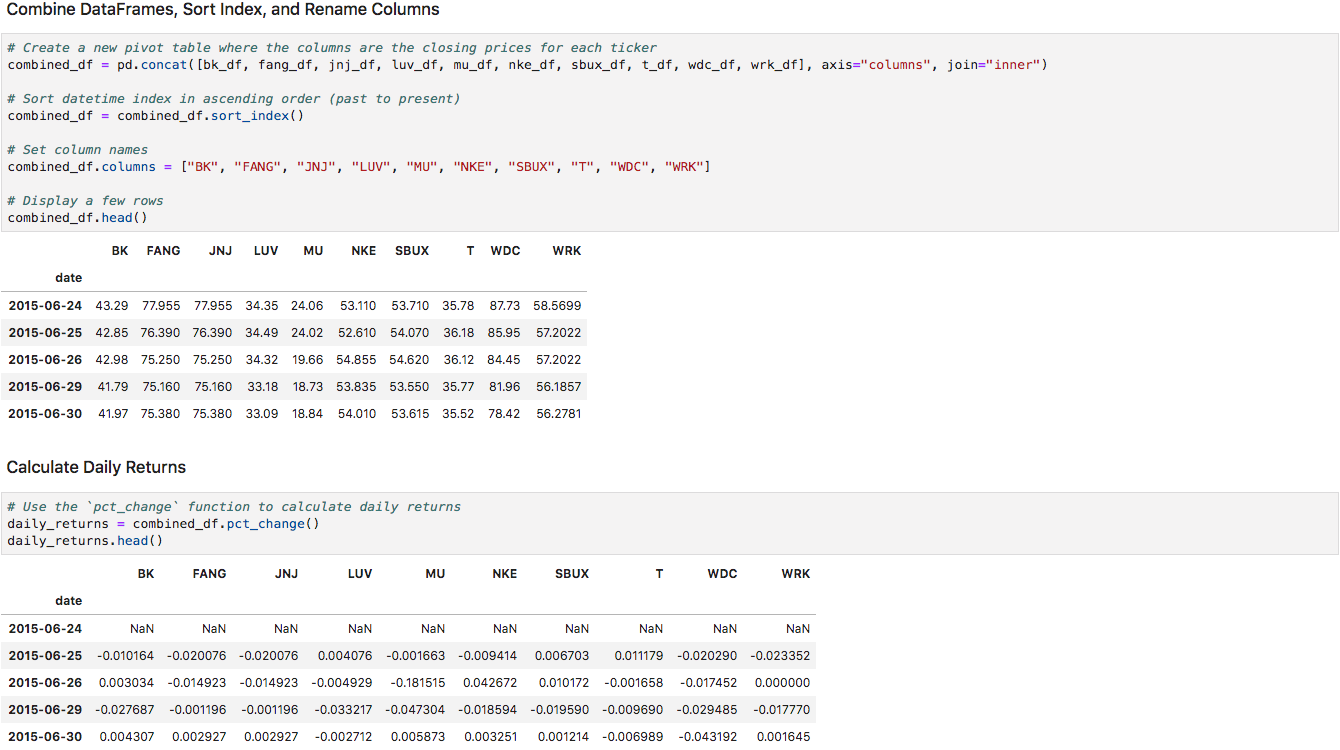 Combine DataFrames, Sort Index, and Rename Columns
# Create a new pivot table where the columns are the closing prices for each ticker
combined_df = pd.concat([bk_df, fang_df, jnj_df, luv_df, mu_df, nke_df, sbux_df, t_df, wdc_df, wrk_df], axis="columns", join="inner")
# Sort datetime index in ascending order (past to present)
combined_df = combined_df.sort_index()
# Set column names
combined_df.columns = ["BK", "FANG", "JNJ", "LUV", "MU", "NKE", "SBUX", "T", "WDC", "WRK"]
# Display a few rows
combined_df.head()
BK FANG JNJ LUV MU NKE SBUX T WDC WRK
date
2015-06-24 43.29 77.955 77.955 34.35 24.06 53.110 53.710 35.78 87.73 58.5699
2015-06-25 42.85 76.390 76.390 34.49 24.02 52.610 54.070 36.18 85.95 57.2022
2015-06-26 42.98 75.250 75.250 34.32 19.66 54.855 54.620 36.12 84.45 57.2022
2015-06-29 41.79 75.160 75.160 33.18 18.73 53.835 53.550 35.77 81.96 56.1857
2015-06-30 41.97 75.380 75.380 33.09 18.84 54.010 53.615 35.52 78.42 56.2781
Calculate Daily Returns
# Use the `pct_change` function to calculate daily returns
daily_returns = combined_df.pct_change()
daily_returns.head()
BK FANG JNJ LUV MU NKE SBUX T WDC WRK
date
2015-06-24 NaN NaN NaN NaN NaN NaN NaN NaN NaN NaN
2015-06-25 -0.010164 -0.020076 -0.020076 0.004076 -0.001663 -0.009414 0.006703 0.011179 -0.020290 -0.023352
2015-06-26 0.003034 -0.014923 -0.014923 -0.004929 -0.181515 0.042672 0.010172 -0.001658 -0.017452 0.000000
2015-06-29 -0.027687 -0.001196 -0.001196 -0.033217 -0.047304 -0.018594 -0.019590 -0.009690 -0.029485 -0.017770
2015-06-30 0.004307 0.002927 0.002927 -0.002712 0.005873 0.003251 0.001214 -0.006989 -0.043192 0.001645